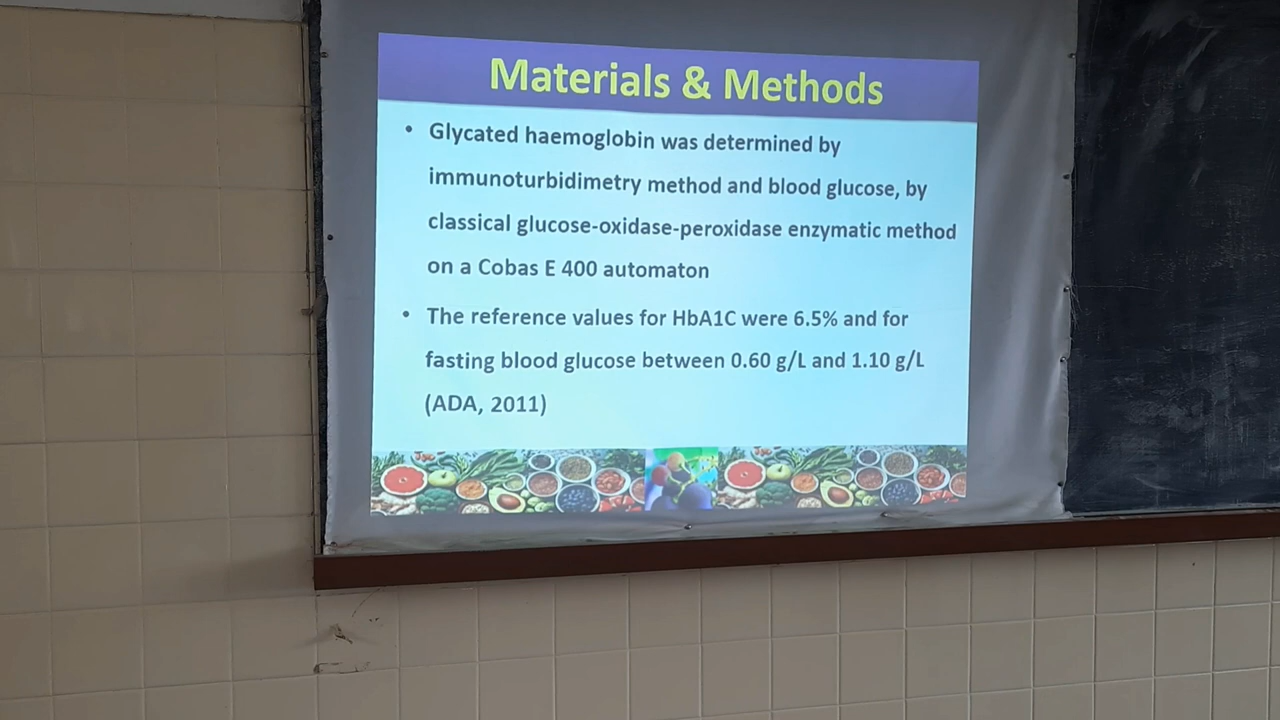 Materials & Methods
• Glycated haemoglobin was determined by
immunoturbidimetry method and blood glucose, by
classical glucose-oxidase-peroxidase enzymatic method
on a Cobas E 400 automaton
• The reference values for HbA1C were 6.5% and for
fasting blood glucose between 0.60 g/L and 1.10 g/L
(ADA, 2011)